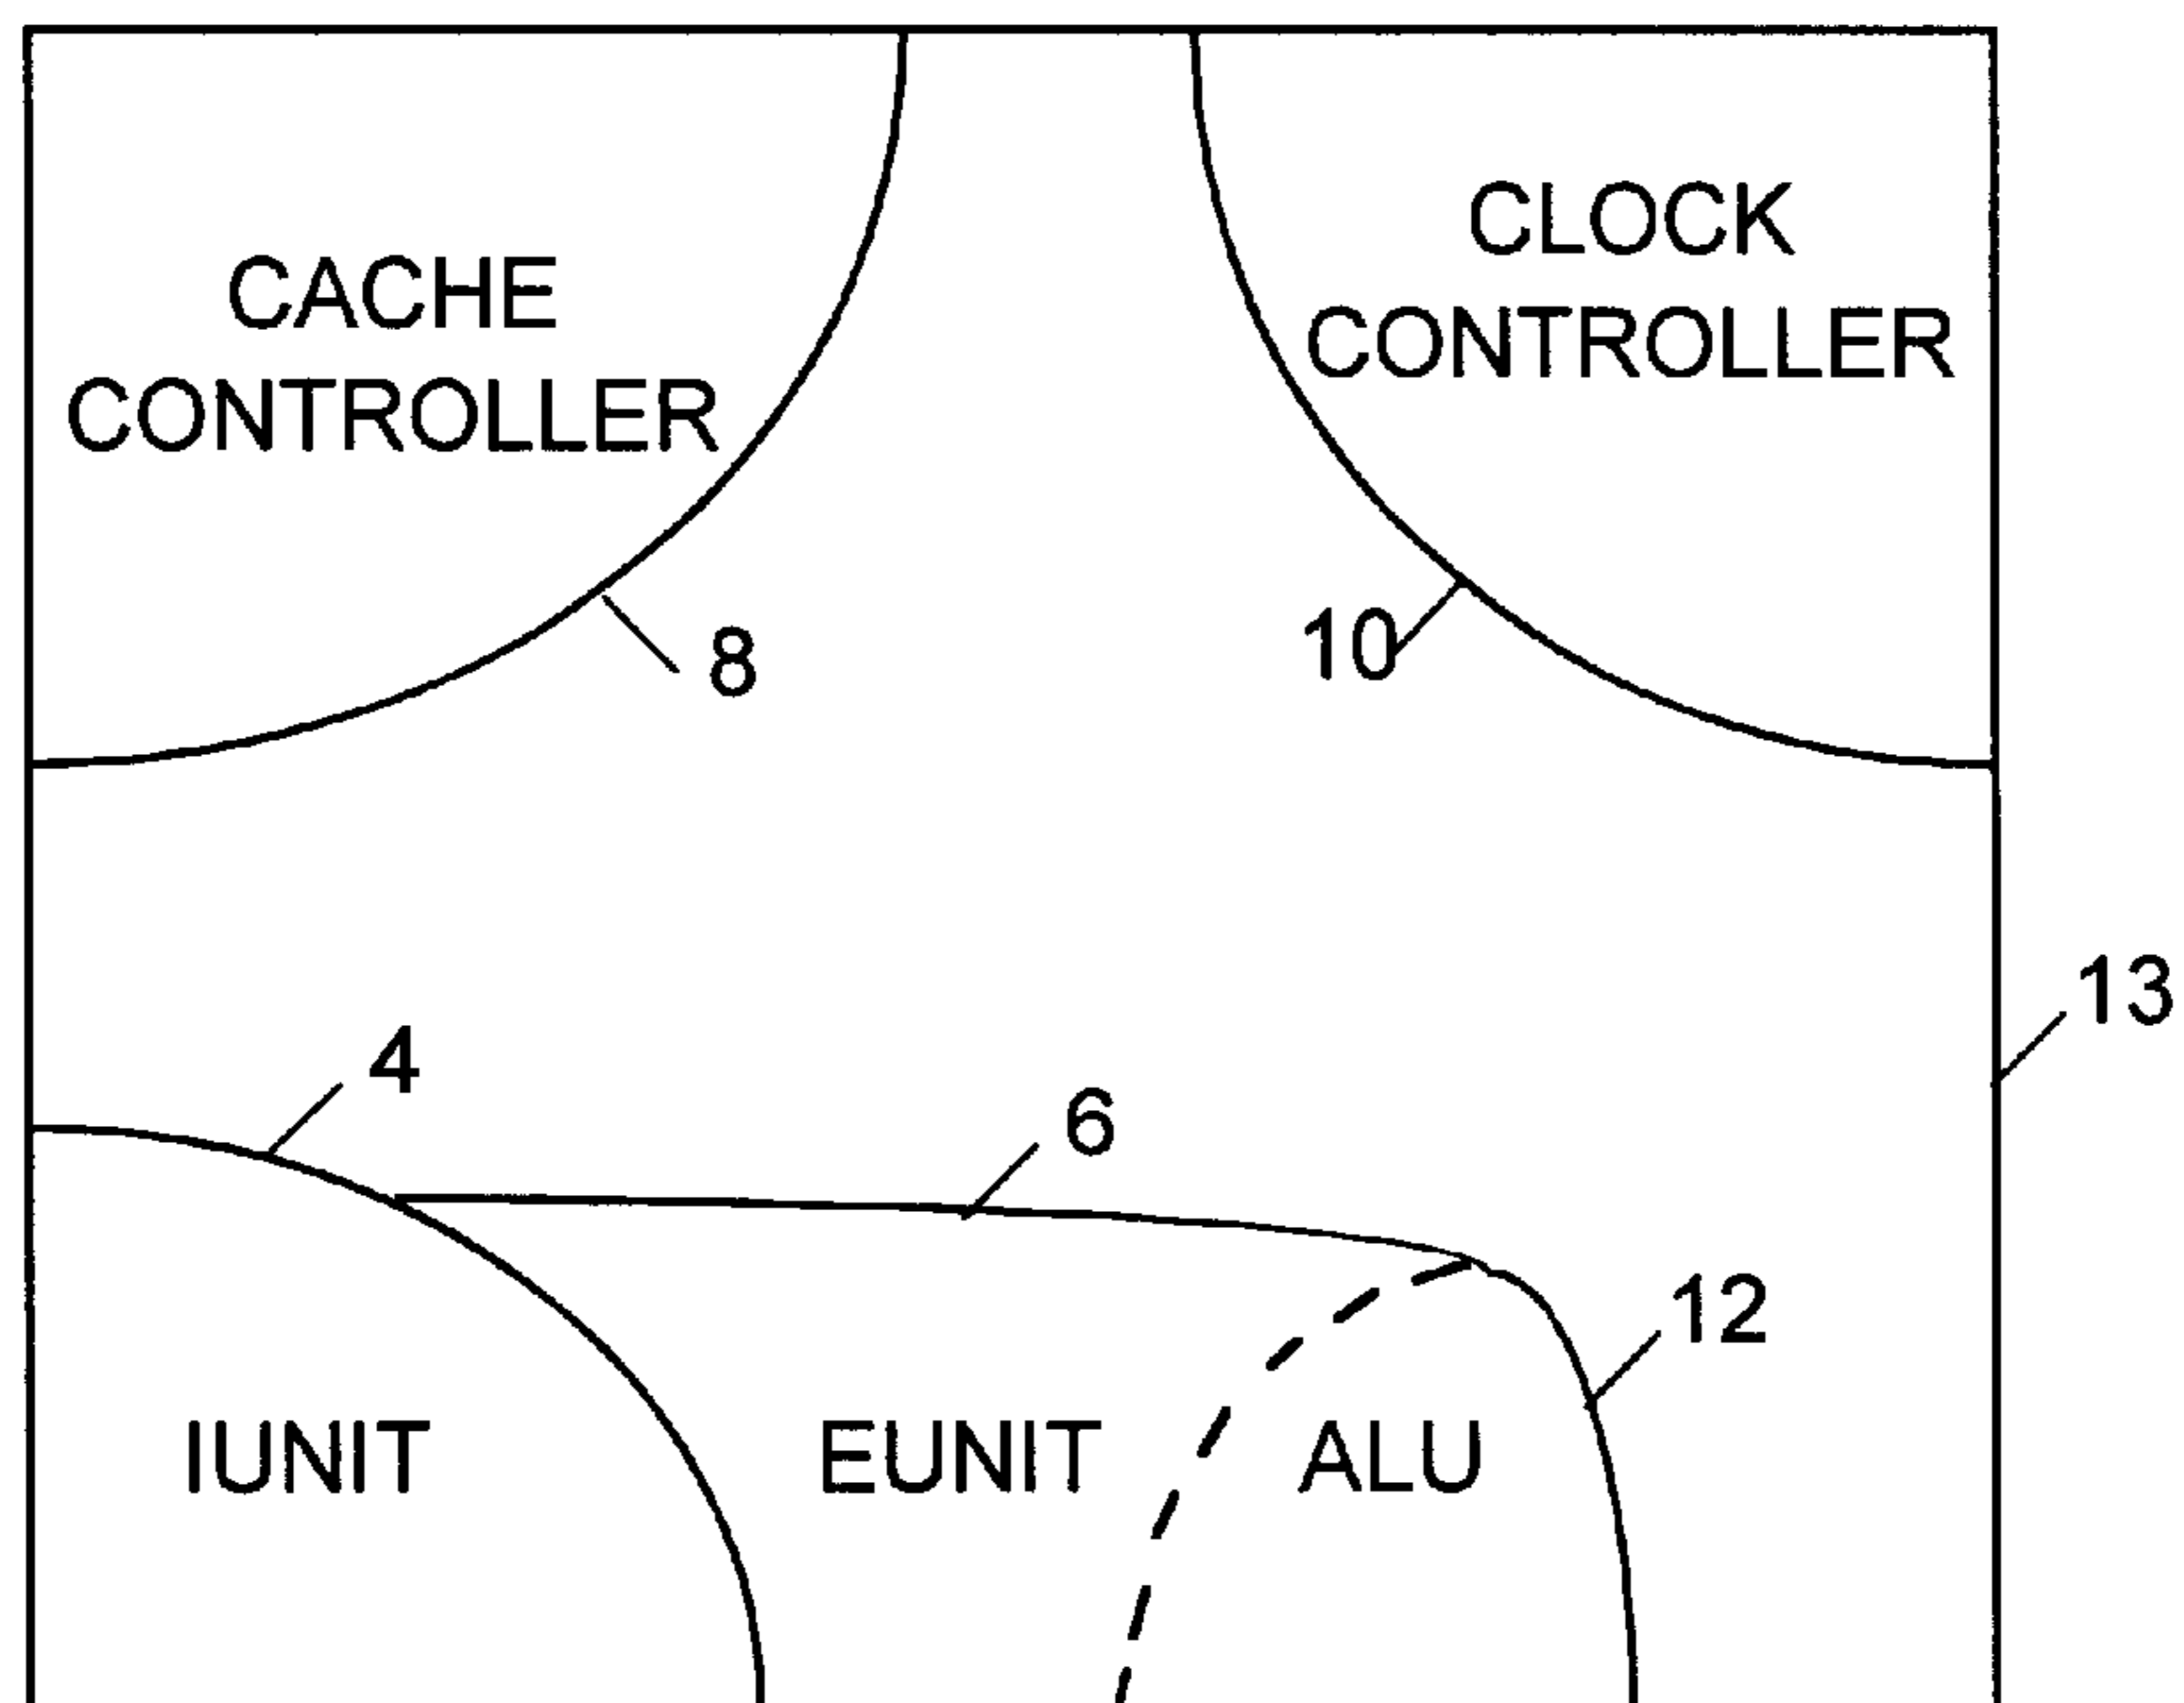 CACHE
CONTROLLER
CLOCK
CONTROLLER
8
10
13
4
6
12
IUNIT
EUNIT
ALU